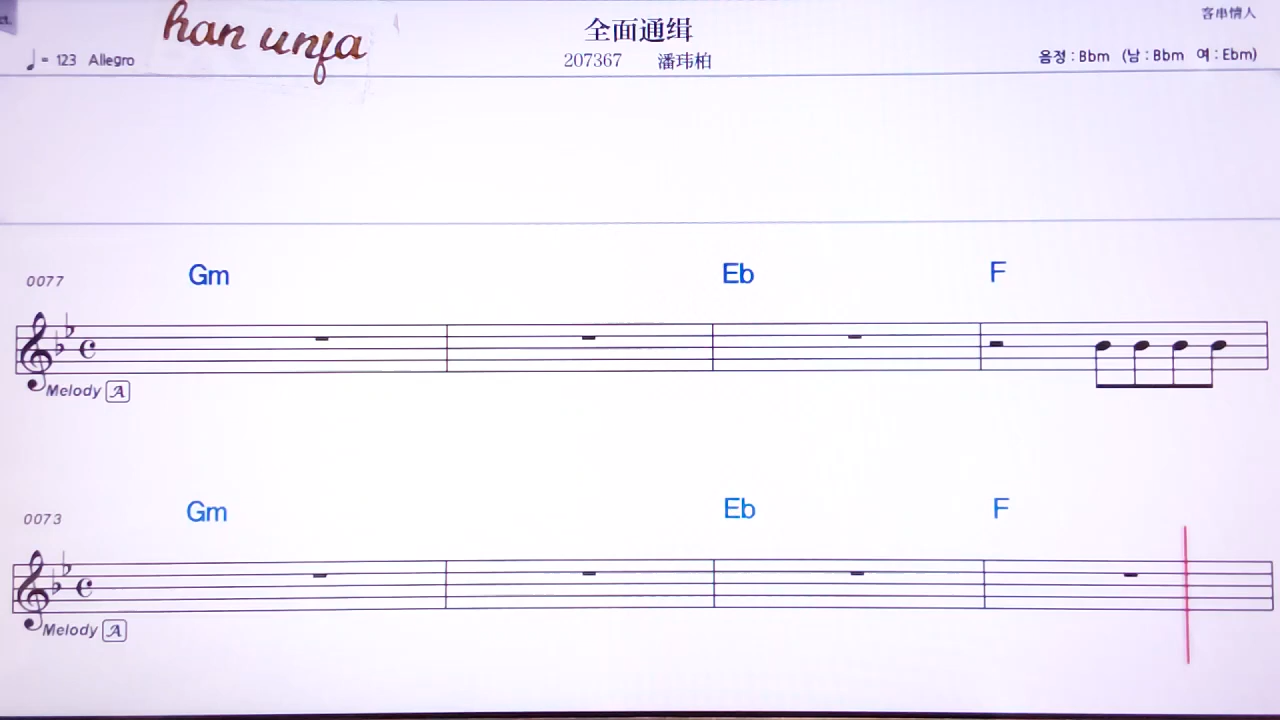 han unfa
全面通缉
客串情人
♩ = 123 Allegro
207367 潘玮柏
음정 : Bbm (남 : Bbm 여 : Ebm)
0077
Gm Eb F
Melody A
0073
Gm Eb F
Melody A